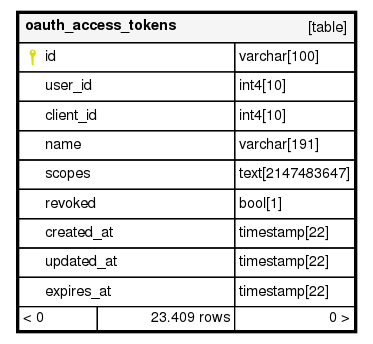 oauth_access_tokens [table]
id varchar[100]
user_id int4[10]
client_id int4[10]
name varchar[191]
scopes text[2147483647]
revoked bool[1]
created_at timestamp[22]
updated_at timestamp[22]
expires_at timestamp[22]
< 0 23.409 rows 0 >